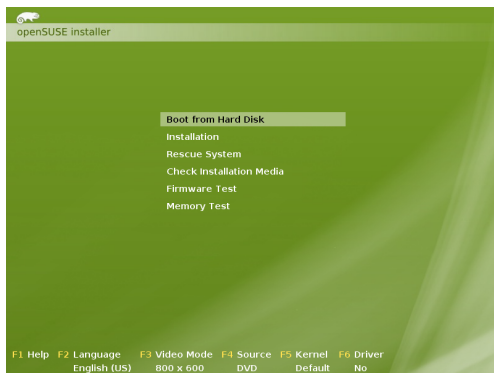 openSUSE installer
Boot from Hard Disk
Installation
Rescue System
Check Installation Media
Firmware Test
Memory Test
F1 Help F2 Language F3 Video Mode F4 Source F5 Kernel F6 Driver
English (US) 800 x 600 DVD Default No